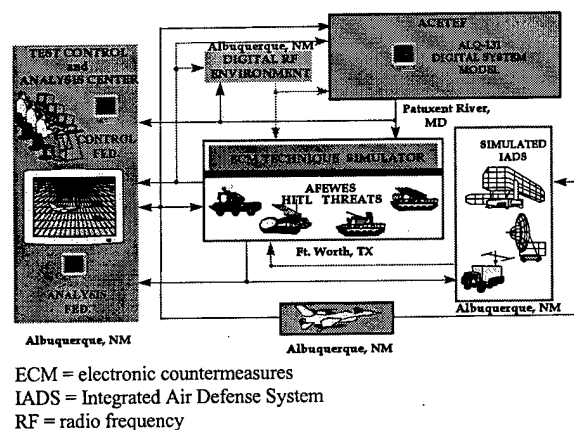 TEST CONTROL
and
ANALYSIS CENTER
CONTROL
FED.
ANALYSIS
FED.
Albuquerque, NM
Albuquerque, NM
DIGITAL RF
ENVIRONMENT
ACETEF
ALQ-131
DIGITAL SYSTEM
MODEL
Patuxent River,
MD
ECM TECHNIQUE SIMULATOR
AFEWES
HITL THREATS
Ft. Worth, TX
SIMULATED
IADS
Albuquerque, NM
Albuquerque, NM
ECM = electronic countermeasures
IADS = Integrated Air Defense System
RF = radio frequency